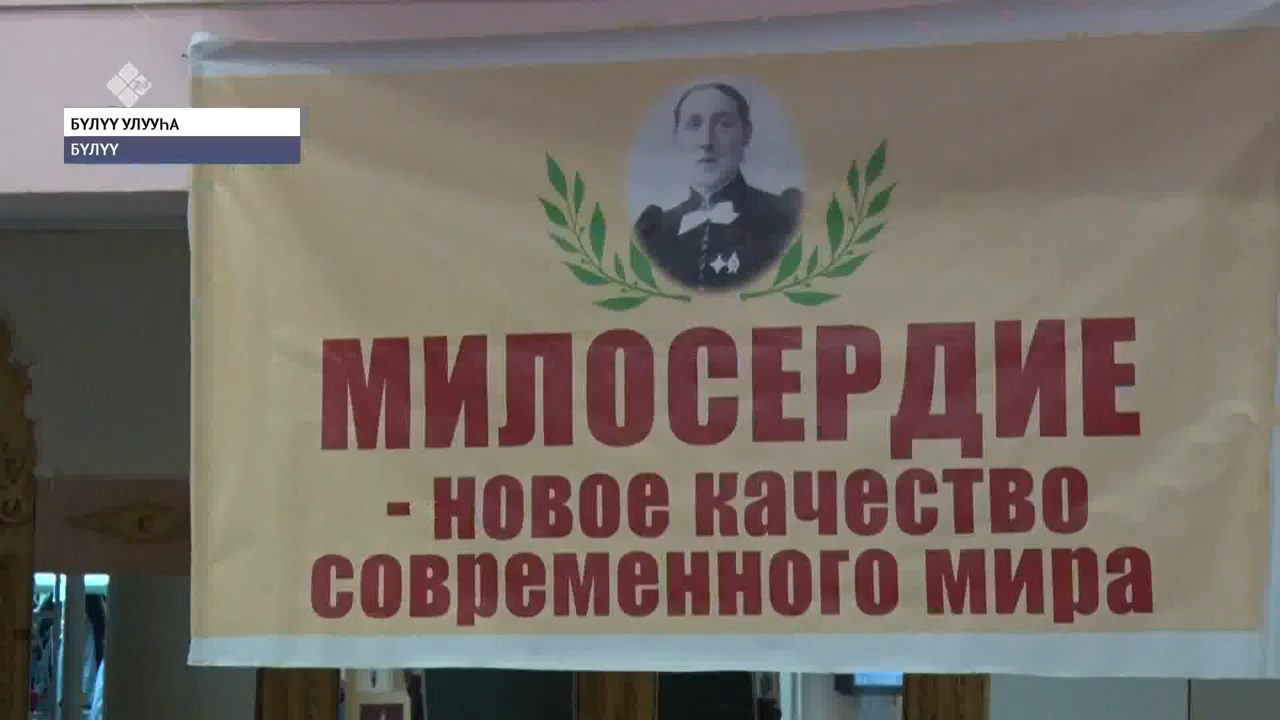 БҮЛҮҮ УЛУУҺА
БҮЛҮҮ
МИЛОСЕРДИЕ
- новое качество
современного мира